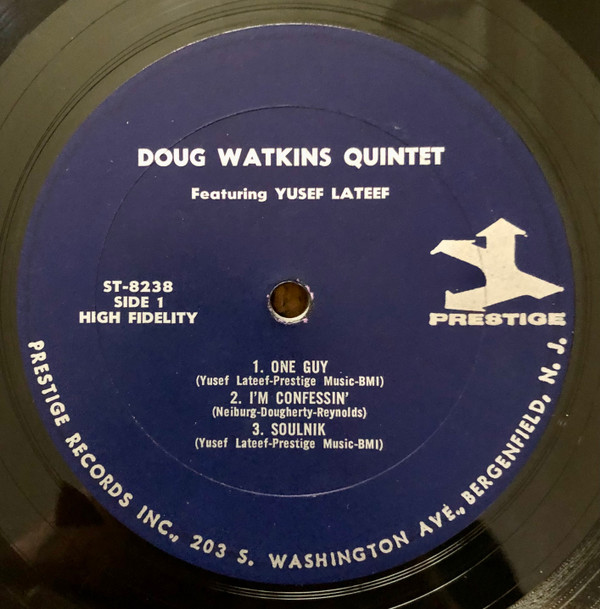 DOUG WATKINS QUINTET
Featuring YUSEF LATEEF
ST-8238
SIDE 1
HIGH FIDELITY
PRESTIGE
1. ONE GUY
(Yusef Lateef-Prestige Music-BMI)
2. I'M CONFESSIN'
(Neiburg-Dougherty-Reynolds)
3. SOULNIK
(Yusef Lateef-Prestige Music-BMI)
PRESTIGE RECORDS INC., 203 S. WASHINGTON AVE., BERGENFIELD, N. J.